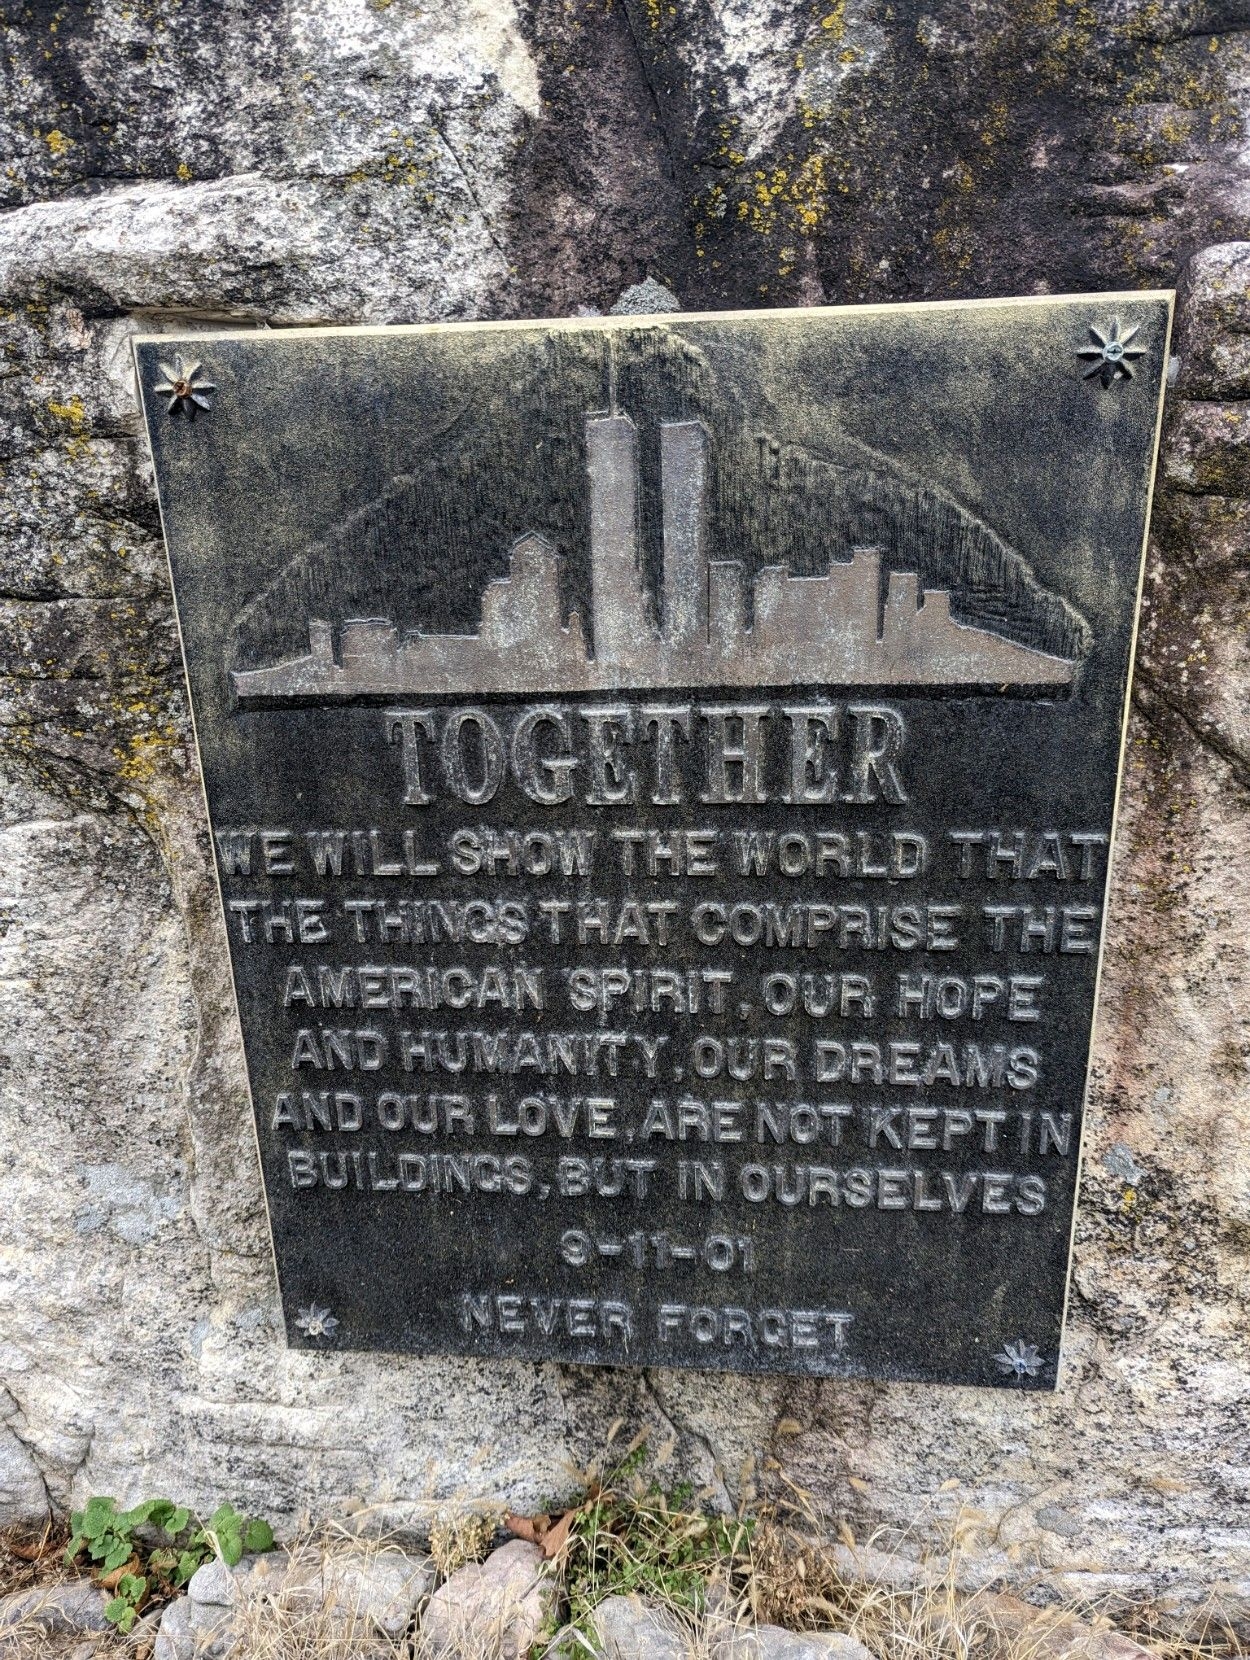 TOGETHER
WE WILL SHOW THE WORLD THAT
THE THINGS THAT COMPRISE THE
AMERICAN SPIRIT, OUR HOPE
AND HUMANITY, OUR DREAMS
AND OUR LOVE, ARE NOT KEPT IN
BUILDINGS, BUT IN OURSELVES
9-11-01
NEVER FORGET